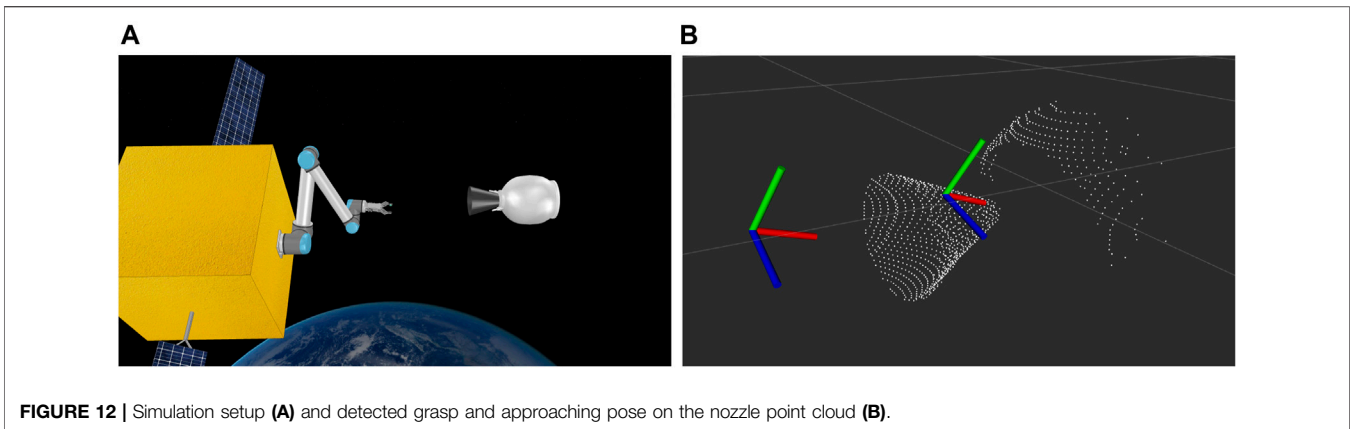 A
B
FIGURE 12 | Simulation setup (A) and detected grasp and approaching pose on the nozzle point cloud (B).